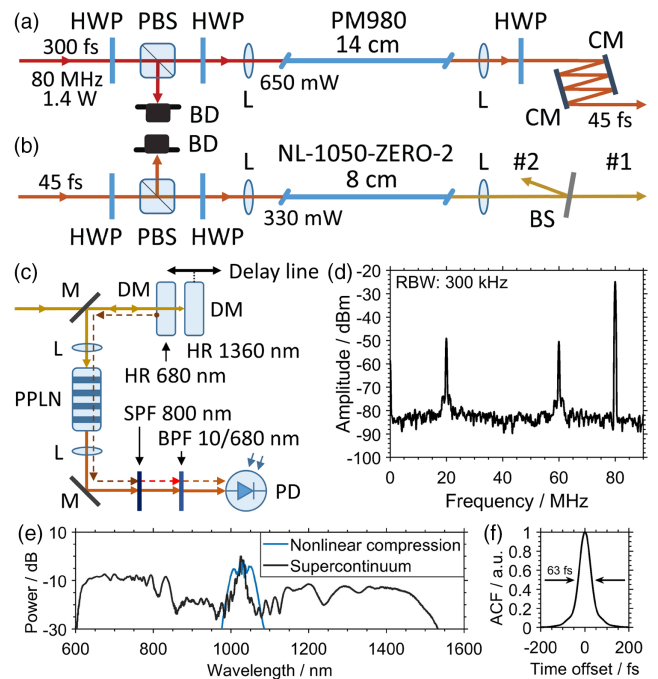 (a)
HWP PBS HWP
PM980
HWP
CM
300 fs
14 cm
80 MHz
1.4 W
L
650 mW
L
CM
45 fs
BD
BD
(b)
NL-1050-ZERO-2
L #2 #1
45 fs
8 cm
HWP PBS HWP
L
330 mW
BS
(c)
Delay line
M DM
DM
L
HR 1360 nm
HR 680 nm
PPLN
SPF 800 nm
BPF 10/680 nm
L
M
PD
(d)
RBW: 300 kHz
Amplitude / dBm
-20
-30
-40
-50
-60
-70
-80
-90
-100
0 20 40 60 80
Frequency / MHz
(e)
Power / dB
10
-10
-30
Nonlinear compression
Supercontinuum
600 800 1000 1200 1400 1600
Wavelength / nm
(f)
ACF / a.u.
1
0.8
0.6
0.4
0.2
0
63 fs
-200 0 200
Time offset / fs